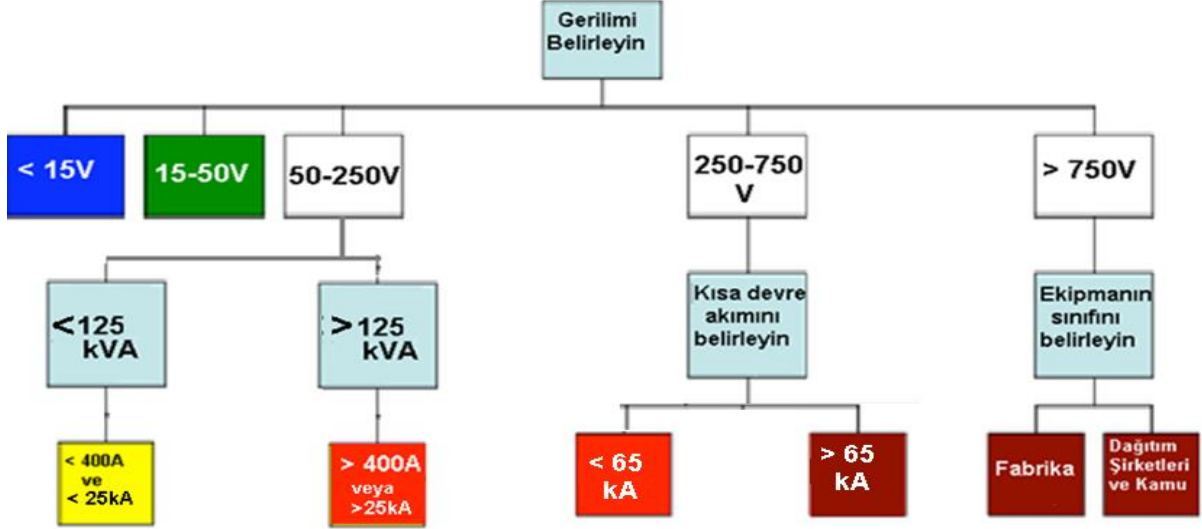 Gerilimi
Belirleyin
< 15V
15-50V
50-250V
250-750
V
> 750V
<125
kVA
>125
kVA
Kısa devre
akımını
belirleyin
Ekipmanın
sınıfını
belirleyin
< 400A
ve
< 25kA
> 400A
veya
>25kA
< 65
kA
> 65
kA
Fabrika
Dağıtım
Şirketleri
ve Kamu